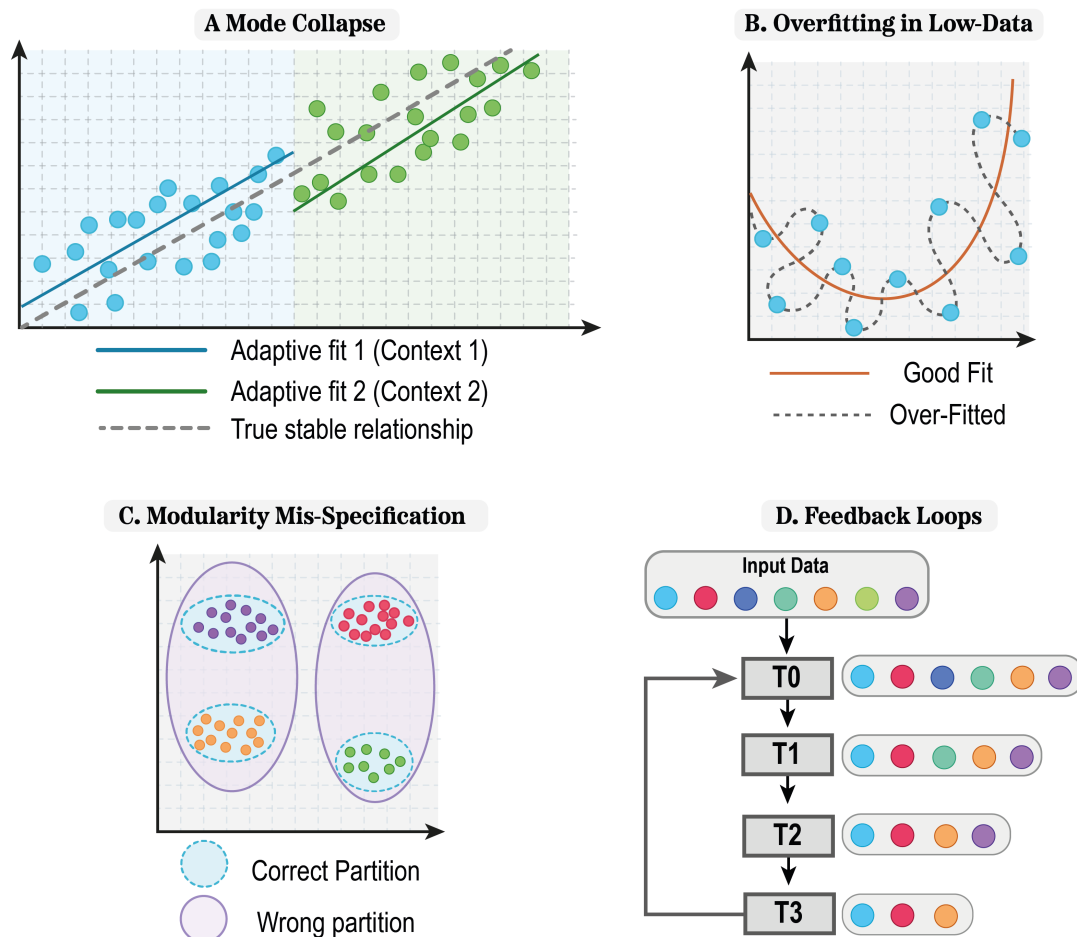 A Mode Collapse
Adaptive fit 1 (Context 1)
Adaptive fit 2 (Context 2)
True stable relationship
B. Overfitting in Low-Data
Good Fit
Over-Fitted
C. Modularity Mis-Specification
Correct Partition
Wrong partition
D. Feedback Loops
Input Data
T0
T1
T2
T3